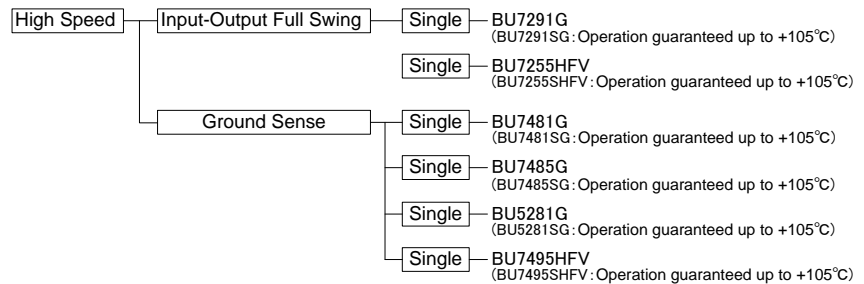 High Speed Input-Output Full Swing Single BU7291G
(BU7291SG:Operation guaranteed up to +105°C)
Single BU7255HFV
(BU7255SHFV:Operation guaranteed up to +105°C)
Ground Sense Single BU7481G
(BU7481SG:Operation guaranteed up to +105°C)
Single BU7485G
(BU7485SG:Operation guaranteed up to +105°C)
Single BU5281G
(BU5281SG:Operation guaranteed up to +105°C)
Single BU7495HFV
(BU7495SHFV:Operation guaranteed up to +105°C)